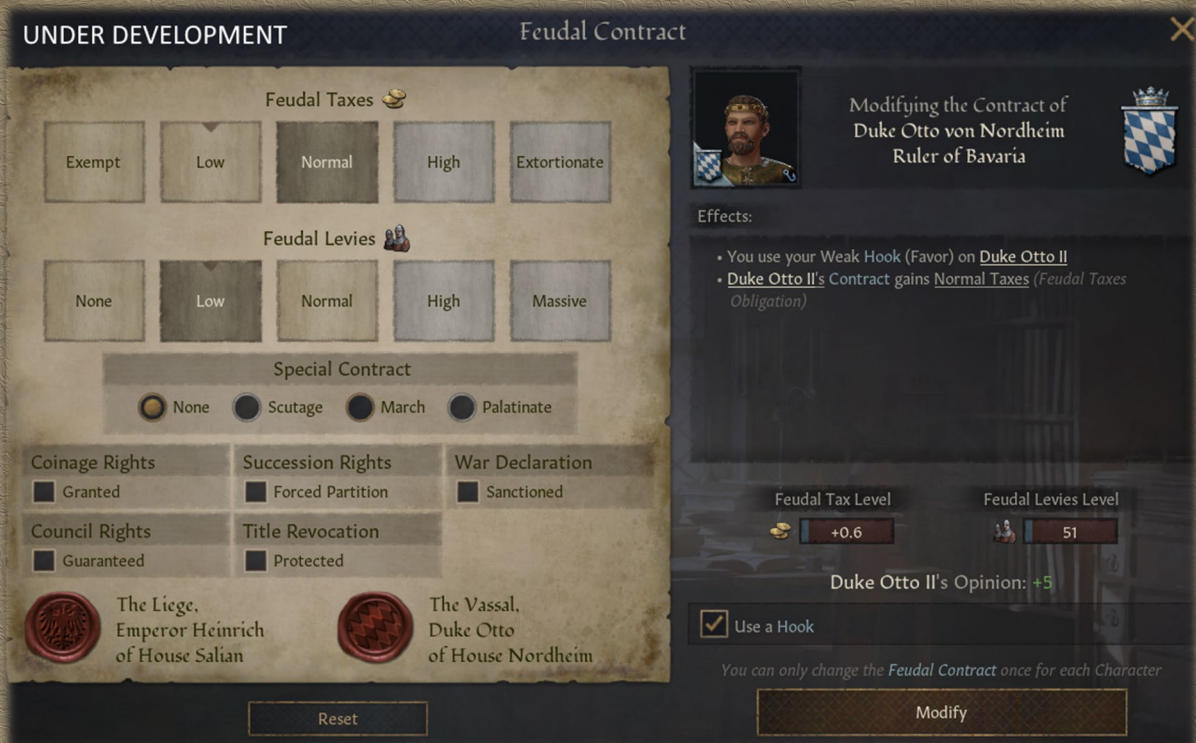 UNDER DEVELOPMENT
Feudal Contract
Feudal Taxes
Exempt
Low
Normal
High
Extortionate
Feudal Levies
None
Low
Normal
High
Massive
Special Contract
None
Scutage
March
Palatinate
Coinage Rights
Granted
Succession Rights
Forced Partition
War Declaration
Sanctioned
Council Rights
Guaranteed
Title Revocation
Protected
The Liege,
Emperor Heinrich
of House Salian
The Vassal,
Duke Otto
of House Nordheim
Reset
Modifying the Contract of
Duke Otto von Nordheim
Ruler of Bavaria
Effects:
• You use your Weak Hook (Favor) on Duke Otto II
• Duke Otto II's Contract gains Normal Taxes (Feudal Taxes
Obligation)
Feudal Tax Level
+0.6
Feudal Levies Level
51
Duke Otto II's Opinion: +5
Use a Hook
You can only change the Feudal Contract once for each Character
Modify